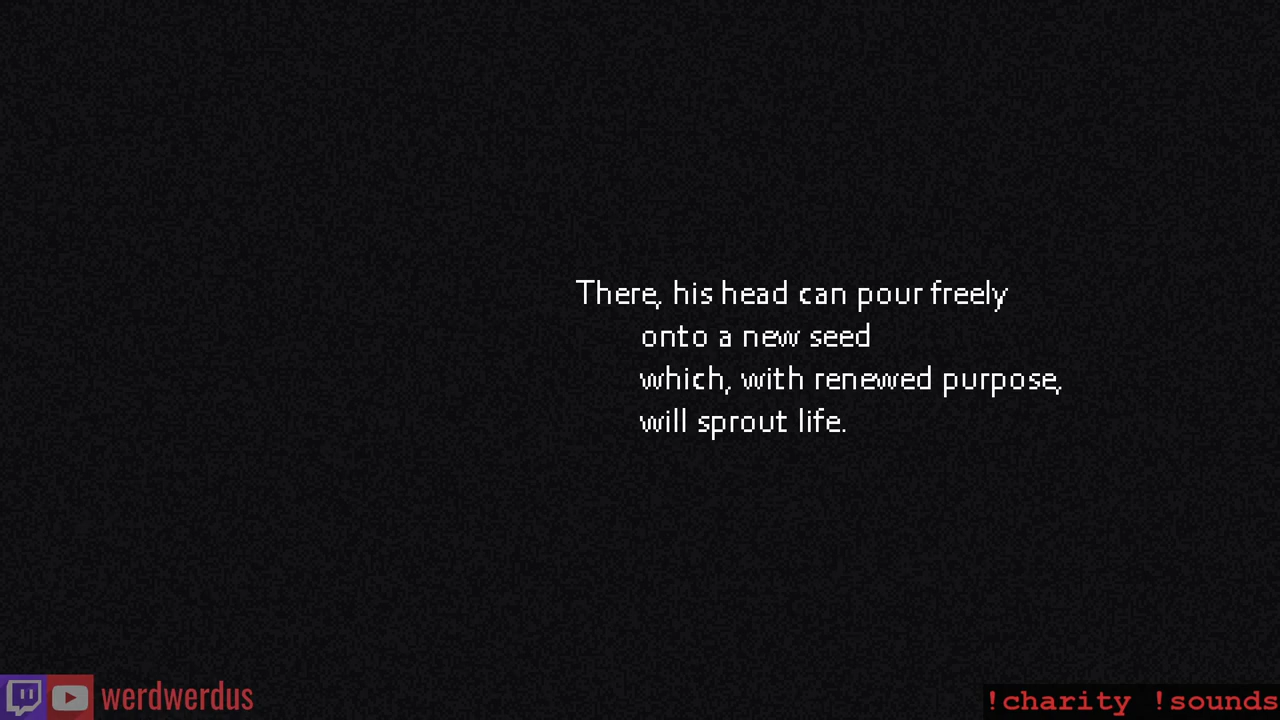 There, his head can pour freely
onto a new seed
which, with renewed purpose,
will sprout life.
werdwerdus
!charity !sounds